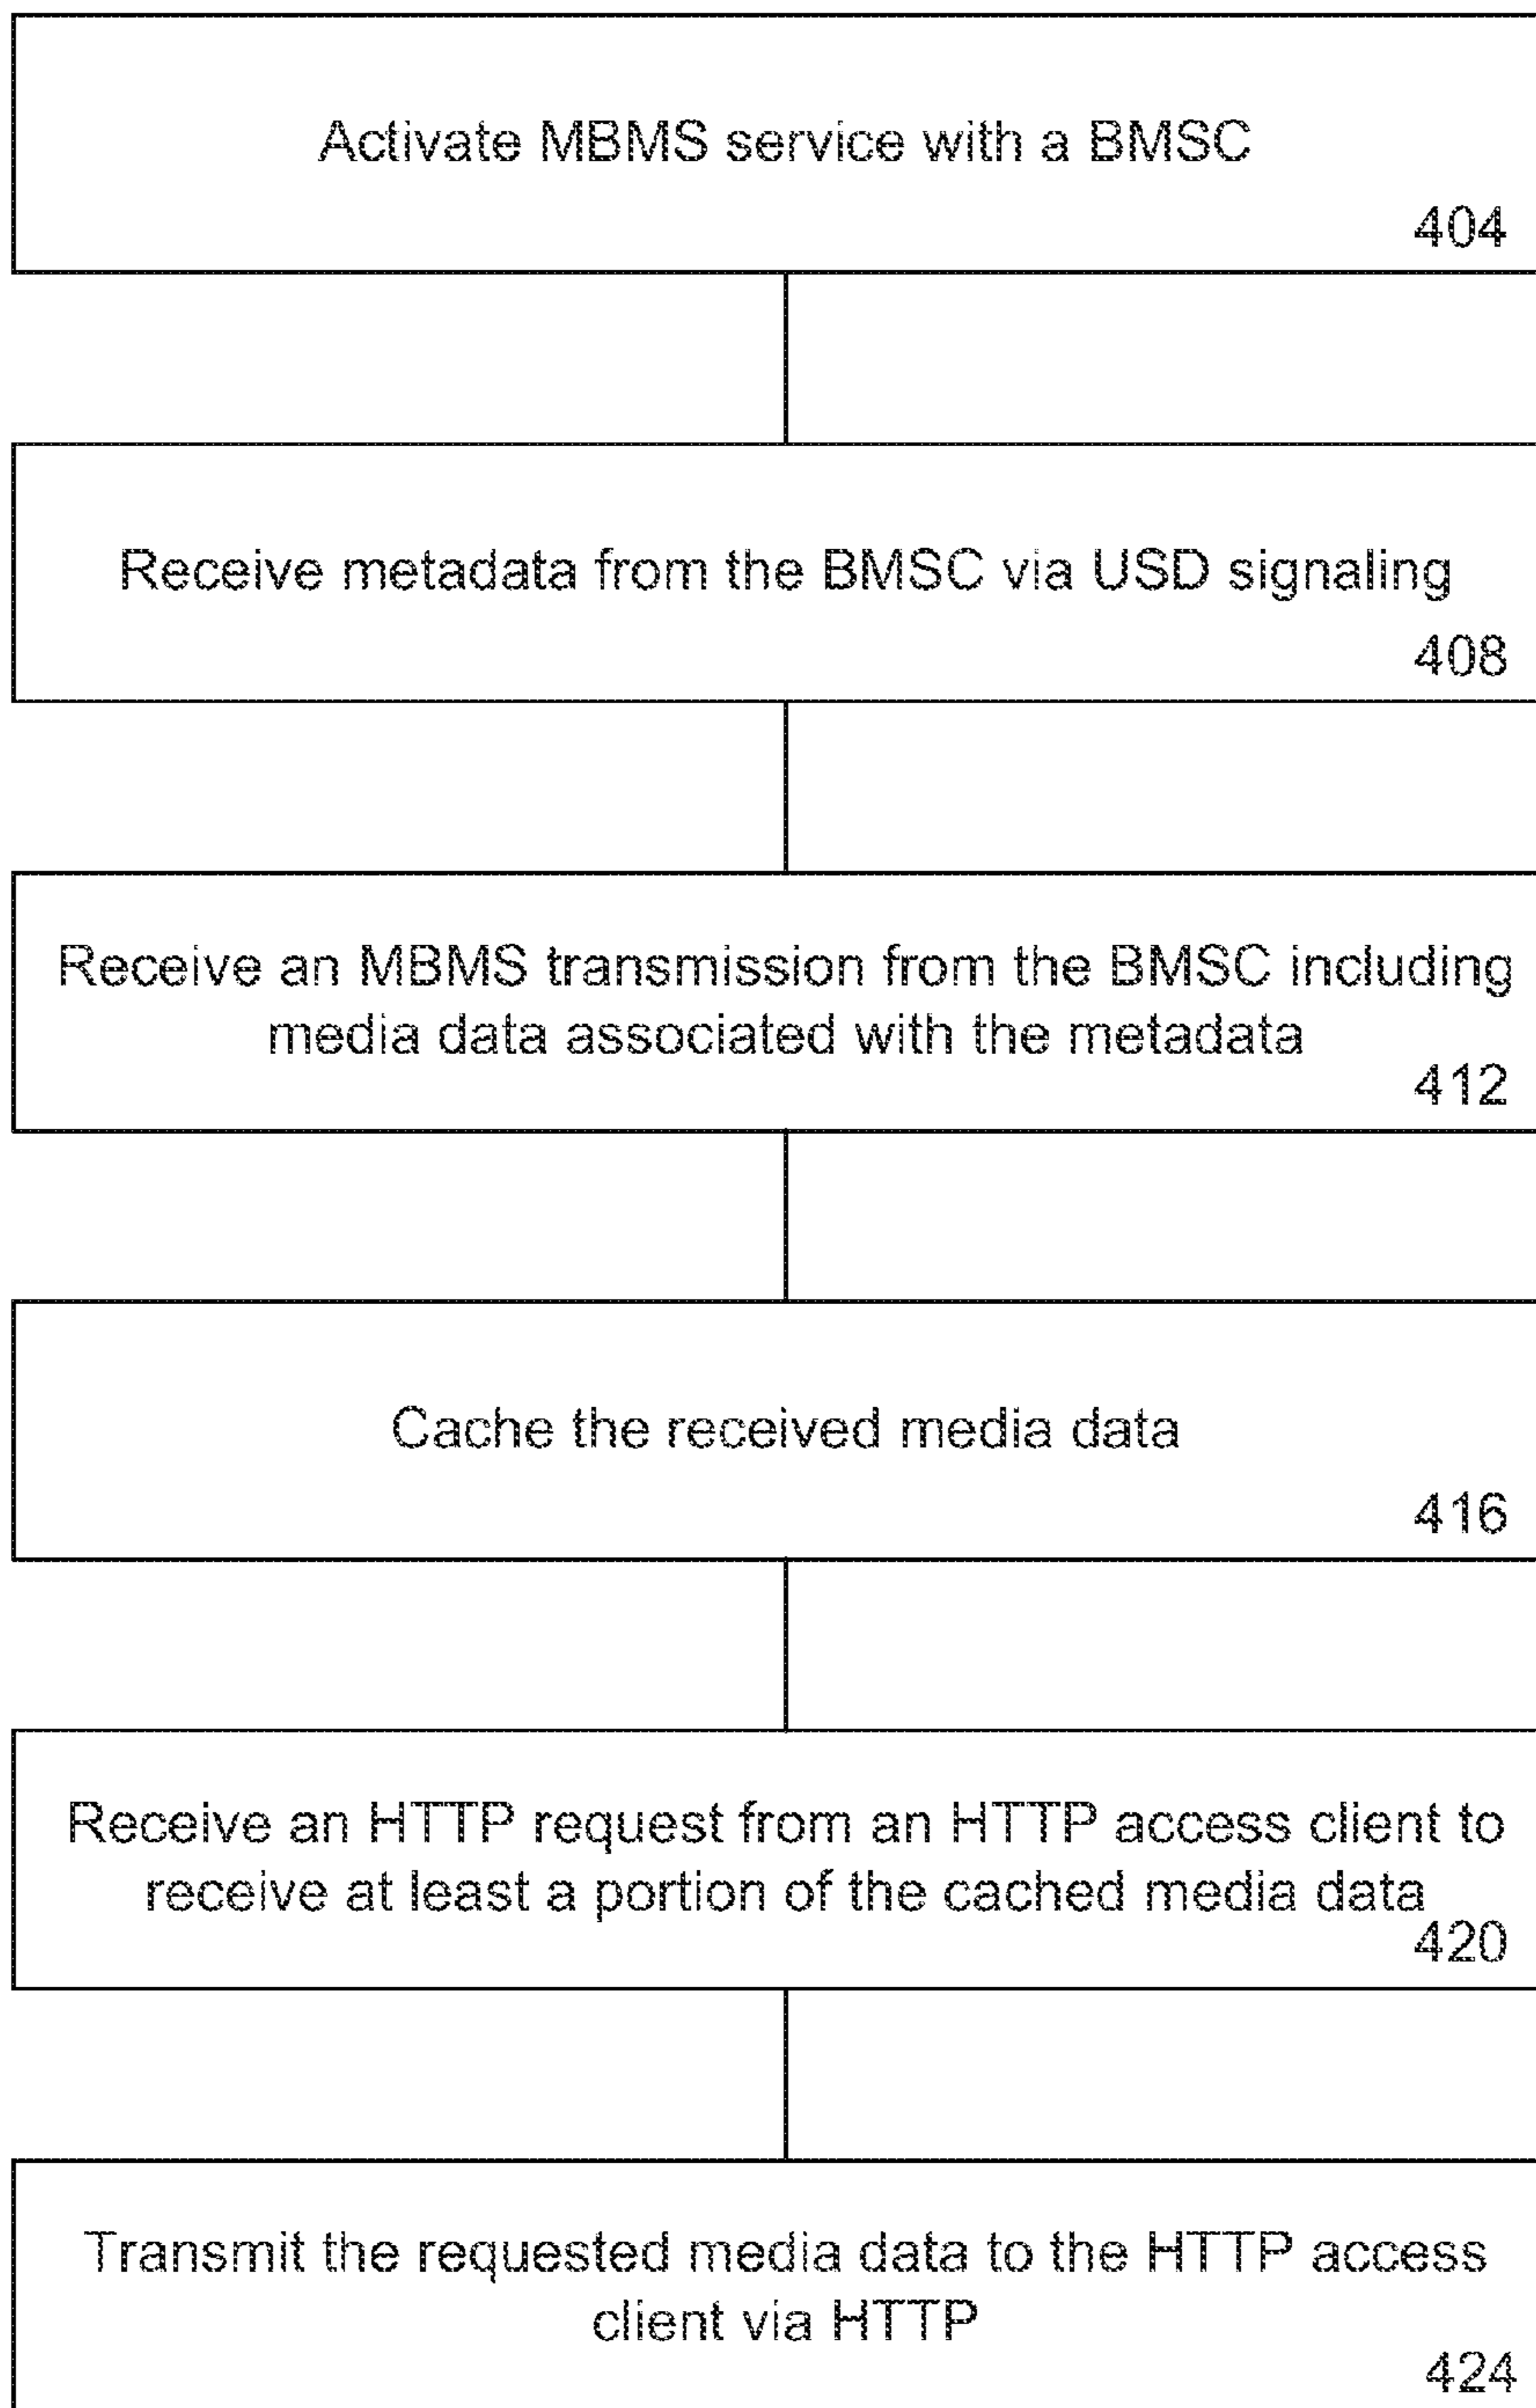 Activate MBMS service with a BMSC
404
Receive metadata from the BMSC via USD signaling
408
Receive an MBMS transmission from the BMSC including
media data associated with the metadata
412
Cache the received media data
416
Receive an HTTP request from an HTTP access client to
receive at least a portion of the cached media data
420
Transmit the requested media data to the HTTP access
client via HTTP
424